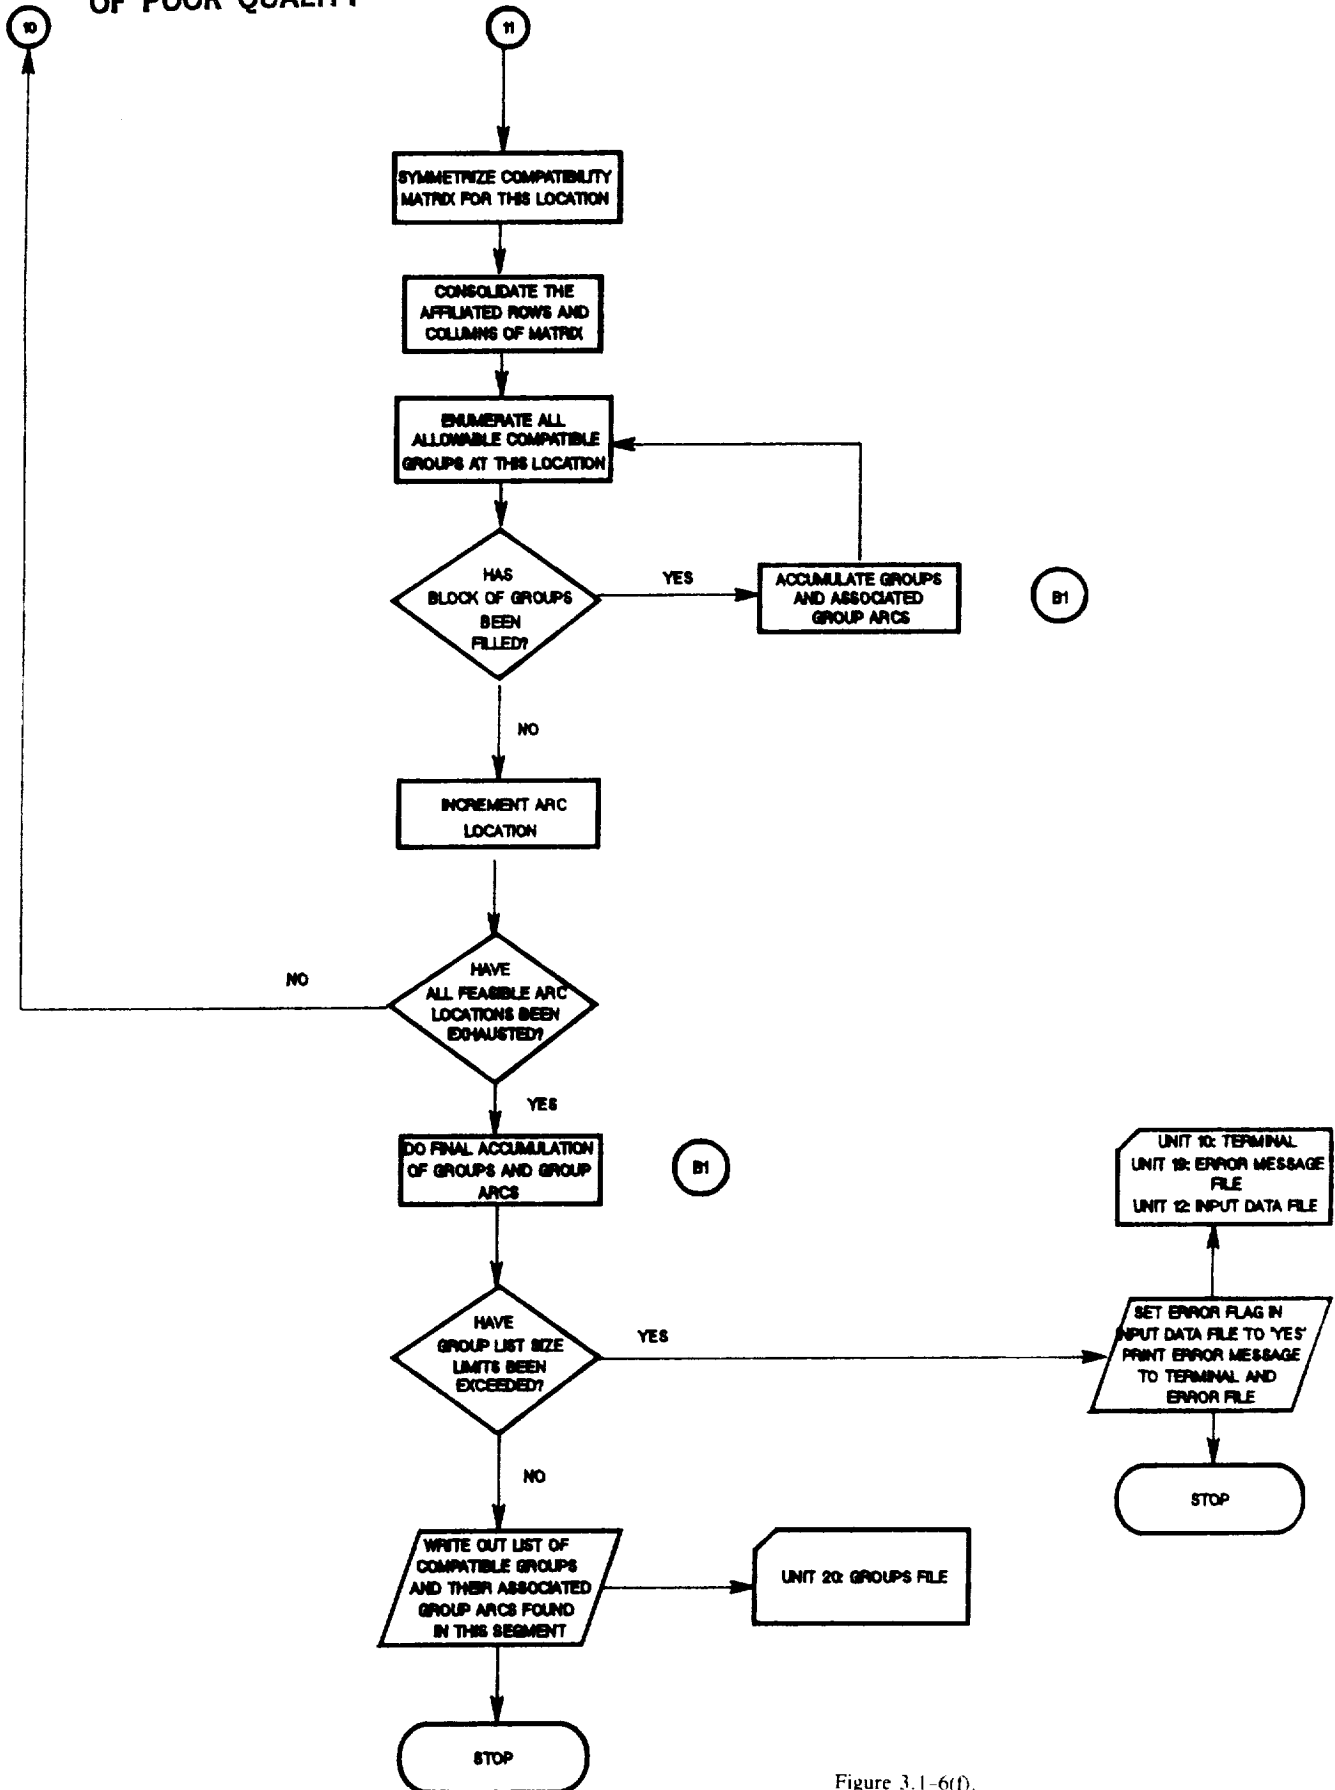 OF POOR QUALITY
10
11
SYMMETRIZE COMPATIBILITY
MATRIX FOR THIS LOCATION
CONSOLIDATE THE
AFFILIATED ROWS AND
COLUMNS OF MATRIX
ENUMERATE ALL
ALLOWABLE COMPATIBLE
GROUPS AT THIS LOCATION
HAS
BLOCK OF GROUPS
BEEN
FILLED?
YES
ACCUMULATE GROUPS
AND ASSOCIATED
GROUP ARCS
B1
NO
INCREMENT ARC
LOCATION
HAVE
ALL FEASIBLE ARC
LOCATIONS BEEN
EXHAUSTED?
NO
YES
DO FINAL ACCUMULATION
OF GROUPS AND GROUP
ARCS
B1
UNIT 10: TERMINAL
UNIT 19: ERROR MESSAGE
FILE
UNIT 12: INPUT DATA FILE
HAVE
GROUP LIST SIZE
LIMITS BEEN
EXCEEDED?
YES
SET ERROR FLAG IN
INPUT DATA FILE TO 'YES'
PRINT ERROR MESSAGE
TO TERMINAL AND
ERROR FILE
STOP
NO
WRITE OUT LIST OF
COMPATIBLE GROUPS
AND THEIR ASSOCIATED
GROUP ARCS FOUND
IN THIS SEGMENT
UNIT 20: GROUPS FILE
STOP
Figure 3.1-6(f).